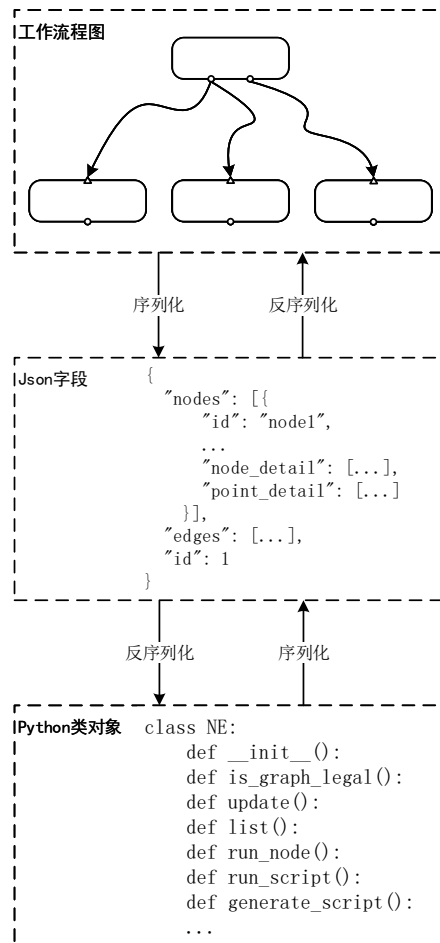 工作流程图
序列化
反序列化
Json字段
{
"nodes": [{
"id": "node1",
...
"node_detail": [...],
"point_detail": [...]
}],
"edges": [...],
"id": 1
}
反序列化
序列化
Python类对象
class NE:
def __init__():
def is_graph_legal():
def update():
def list():
def run_node():
def run_script():
def generate_script():
...